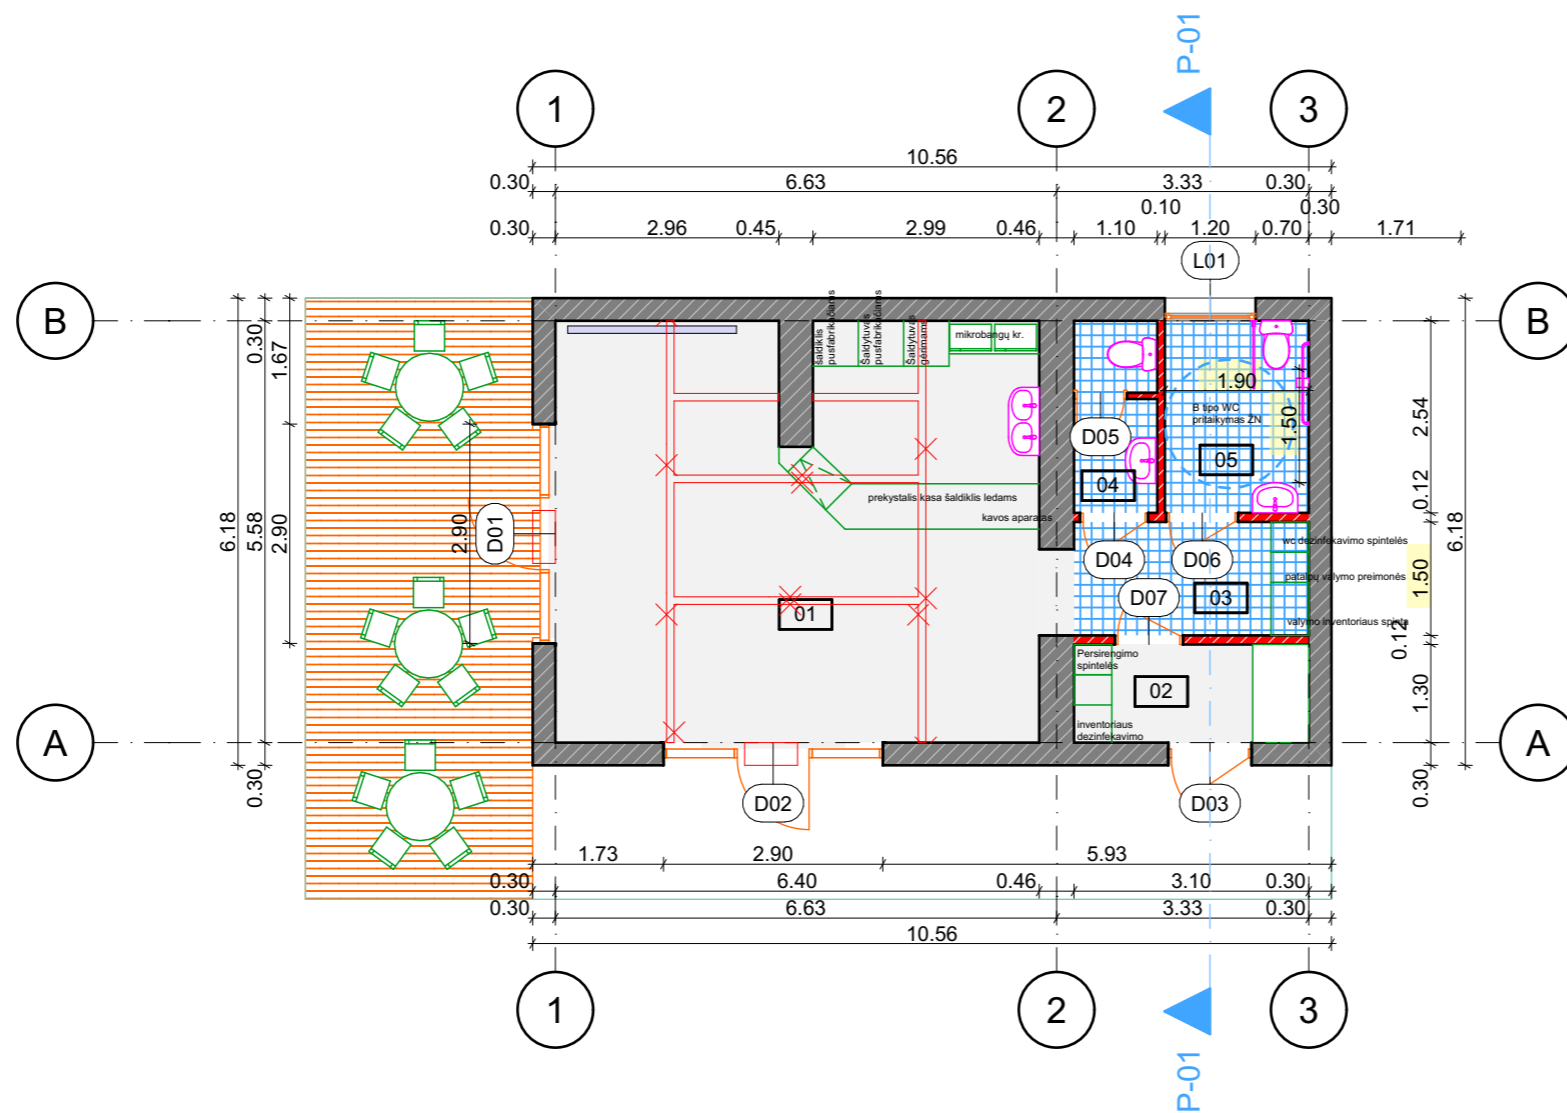 P-01
1
2
3
10.56
0.30
6.63
3.33
0.30
0.10
0.30
0.30
2.96
0.45
2.99
0.46
1.10
1.20
0.70
1.71
L01
B
B
0.30
1.67
6.18
5.58
2.90
2.90
0.30
šaldiklis
pusfabrikačiams
Šaldytuvas
pusfabrikačiams
Šaldytuvas
gėrimams
mikrobangų kr.
1.90
B tipo WC
pritaikymas ŽN
1.50
2.54
0.12
6.18
D05
05
04
prekystalis kasa šaldiklis ledams
kavos aparatas
D01
wc dezinfekavimo spintelės
D04
D06
patalpų valymo preimonės
1.50
D07
03
01
valymo inventoriaus spinta
0.12
Persirengimo
spintelės
02
1.30
inventoriaus
dezinfekavimo
A
A
0.30
D02
D03
1.73
2.90
5.93
0.30
6.40
0.46
3.10
0.30
0.30
6.63
3.33
0.30
10.56
1
2
3
P-01